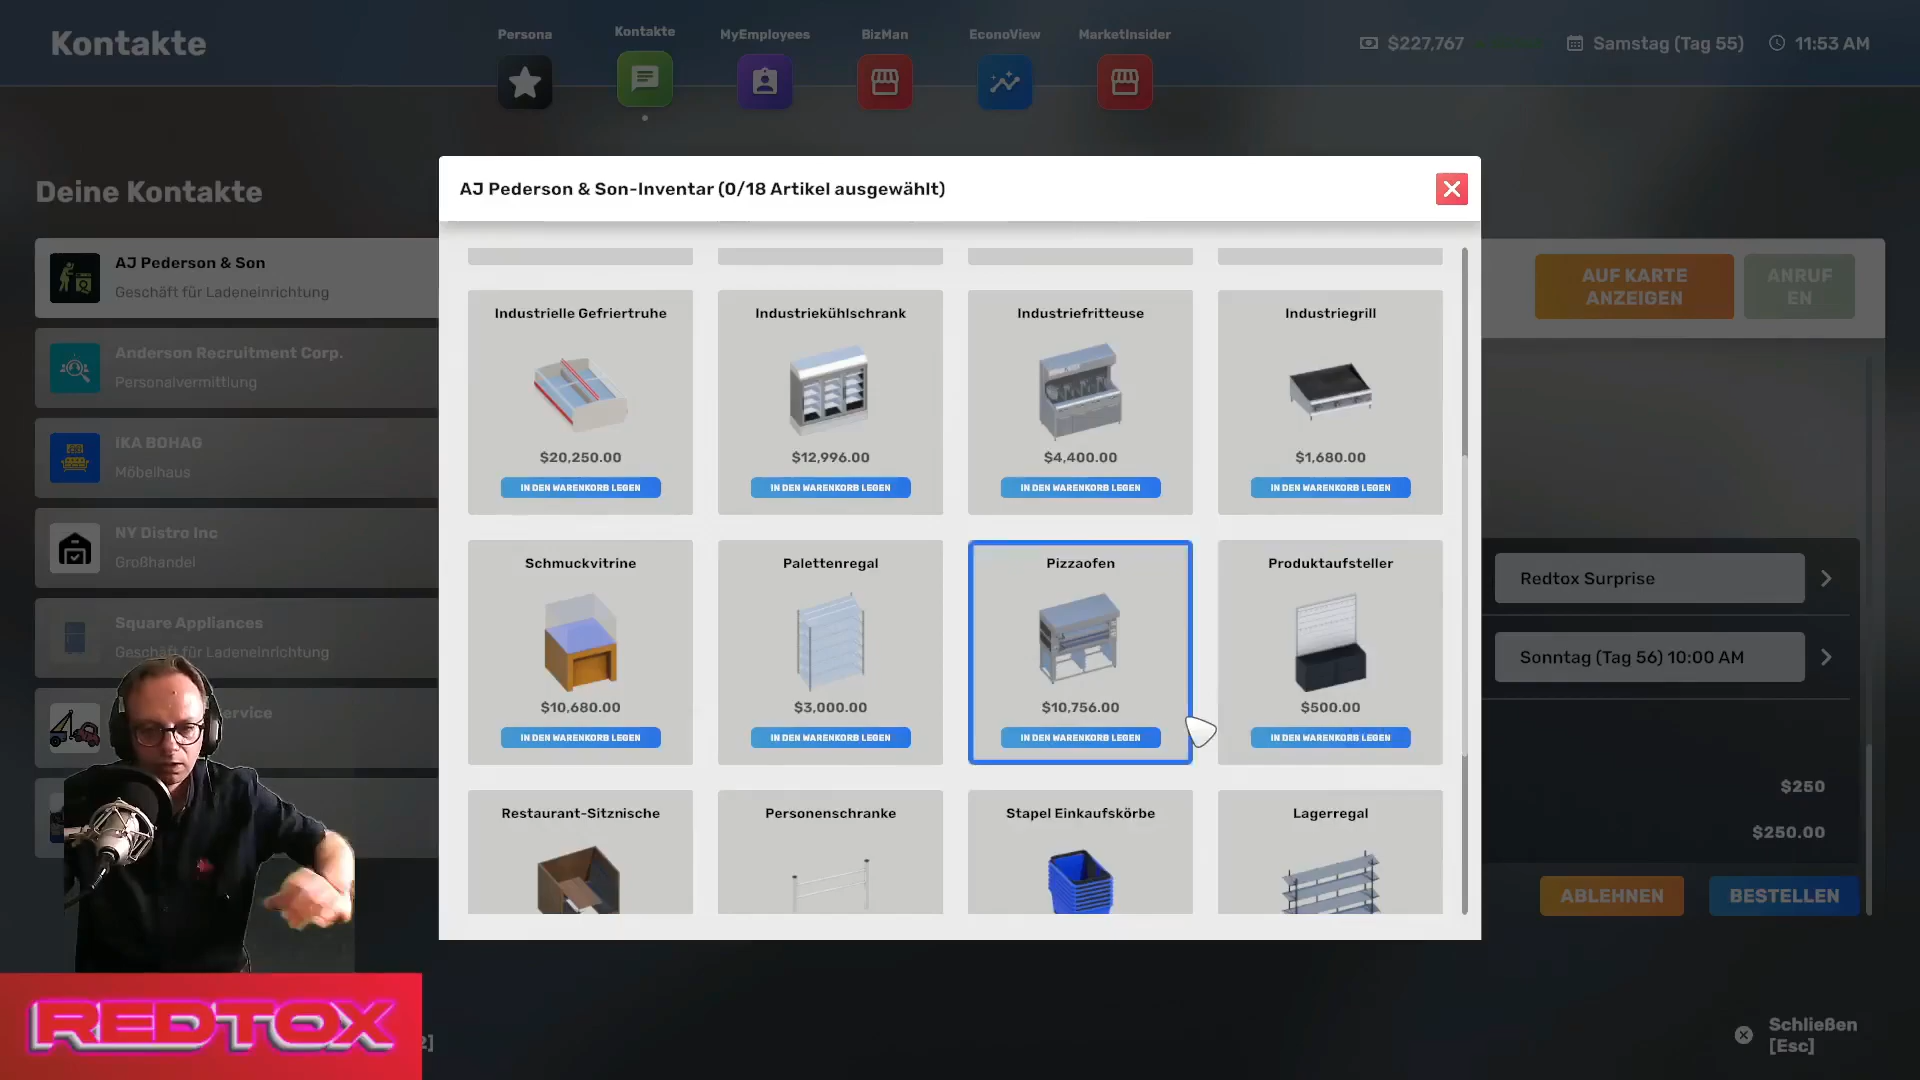 Kontakte
Persona
Kontakte
MyEmployees
BizMan
EconoView
MarketInsider
$227,767
Samstag (Tag 55)
11:53 AM
Deine Kontakte
AJ Pederson & Son
Geschäft für Ladeneinrichtung
Anderson Recruitment Corp.
Personalvermittlung
IKA BOHAG
Möbelhaus
NY Distro Inc
Großhandel
Square Appliances
Geschäft für Ladeneinrichtung
ervice
AJ Pederson & Son-Inventar (0/18 Artikel ausgewählt)
Industrielle Gefriertruhe
$20,250.00
IN DEN WARENKORB LEGEN
Industriekühlschrank
$12,996.00
IN DEN WARENKORB LEGEN
Industriefritteuse
$4,400.00
IN DEN WARENKORB LEGEN
Industriegrill
$1,680.00
IN DEN WARENKORB LEGEN
Schmuckvitrine
$10,680.00
IN DEN WARENKORB LEGEN
Palettenregal
$3,000.00
IN DEN WARENKORB LEGEN
Pizzaofen
$10,756.00
IN DEN WARENKORB LEGEN
Produktaufsteller
$500.00
IN DEN WARENKORB LEGEN
Restaurant-Sitznische
Personenschranke
Stapel Einkaufskörbe
Lagerregal
AUF KARTE
ANZEIGEN
ANRUF
EN
Redtox Surprise
Sonntag (Tag 56) 10:00 AM
$250
$250.00
ABLEHNEN
BESTELLEN
REDTOX
Schließen
[Esc]